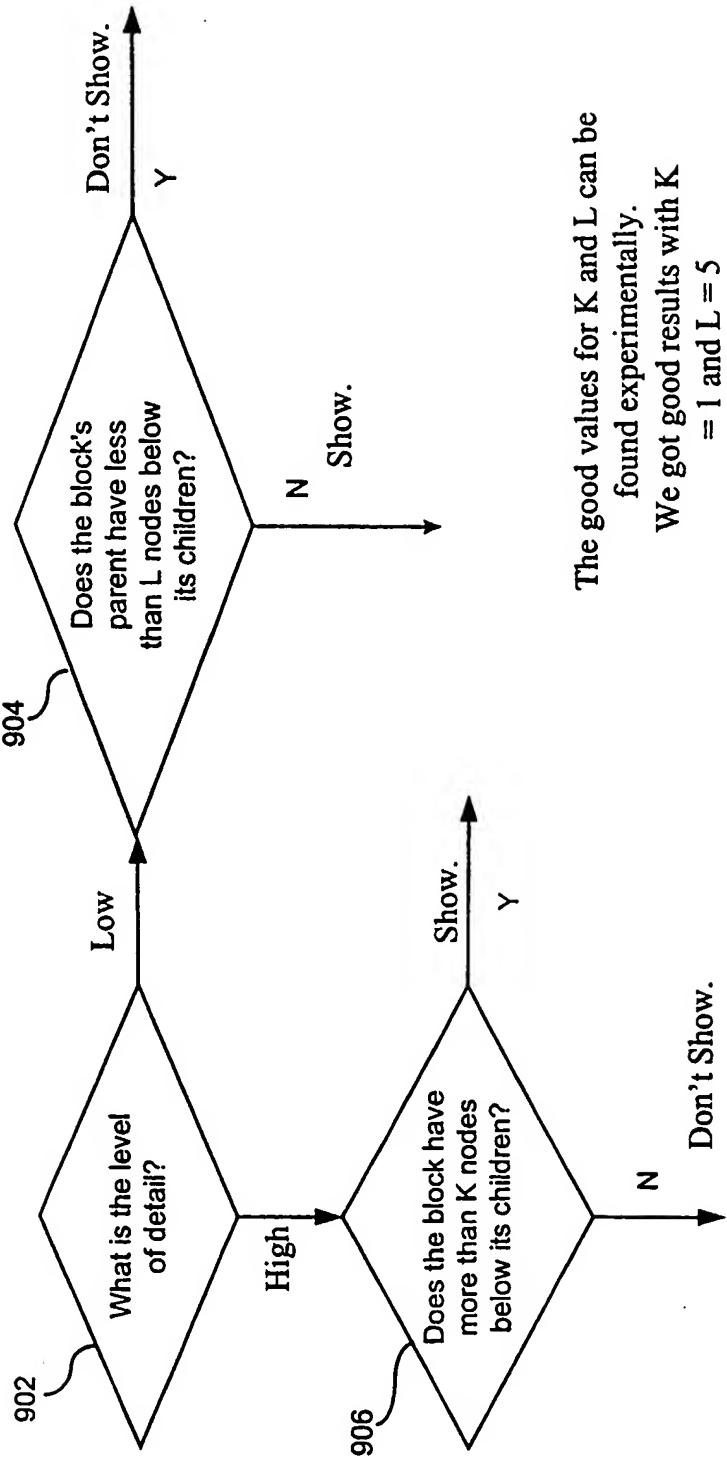 902
What is the level
of detail?
Low
904
Does the block's
parent have less
than L nodes below
its children?
Don't Show.
Y
N
Show.
High
906
Does the block have
more than K nodes
below its children?
Show.
Y
N
Don't Show.
The good values for K and L can be
found experimentally.
We got good results with K
= 1 and L = 5